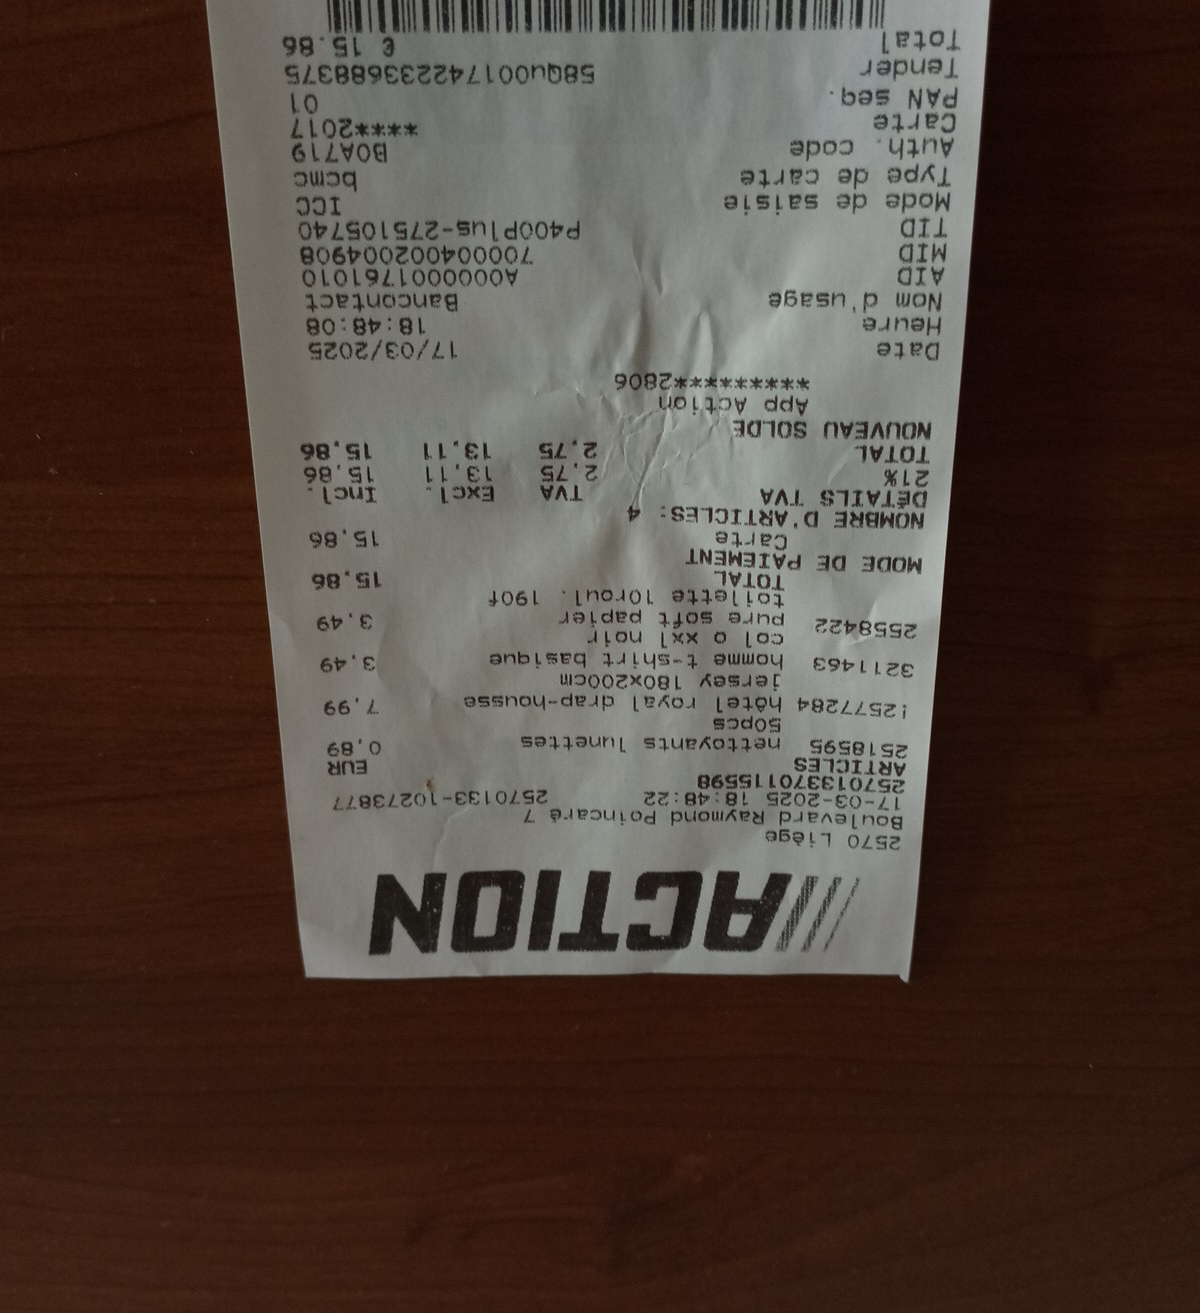 ACTION
2570 Liège
Boulevard Raymond Poincaré 7
17-03-2025 18:48:22 2570133-10273877
257013370115598
ARTICLES EUR
2518595 nettoyants lunettes 0,89
50pcs
!2577284 hôtel royal drap-housse 7,99
jersey 180x200cm
3211463 homme t-shirt basique 3,49
col o xxl noir
2558422 pure soft papier 3,49
toilette 10roul. 190f
TOTAL 15,86
MODE DE PAIEMENT
Carte 15,86
NOMBRE D'ARTICLES: 4
DÉTAILS TVA TVA Excl. Incl.
21% 2,75 13,11 15,86
TOTAL 2,75 13,11 15,86
NOUVEAU SOLDE
App Action
**********2806
Date 17/03/2025
Heure 18:48:08
Nom d'usage Bancontact
AID A0000001761010
MID 7000040002004908
TID P400Plus-275105740
Mode de saisie ICC
Type de carte bcmc
Auth. code B0A719
Carte ****2017
PAN seq. 01
Tender 58Qu001742233688375
Total € 15.86